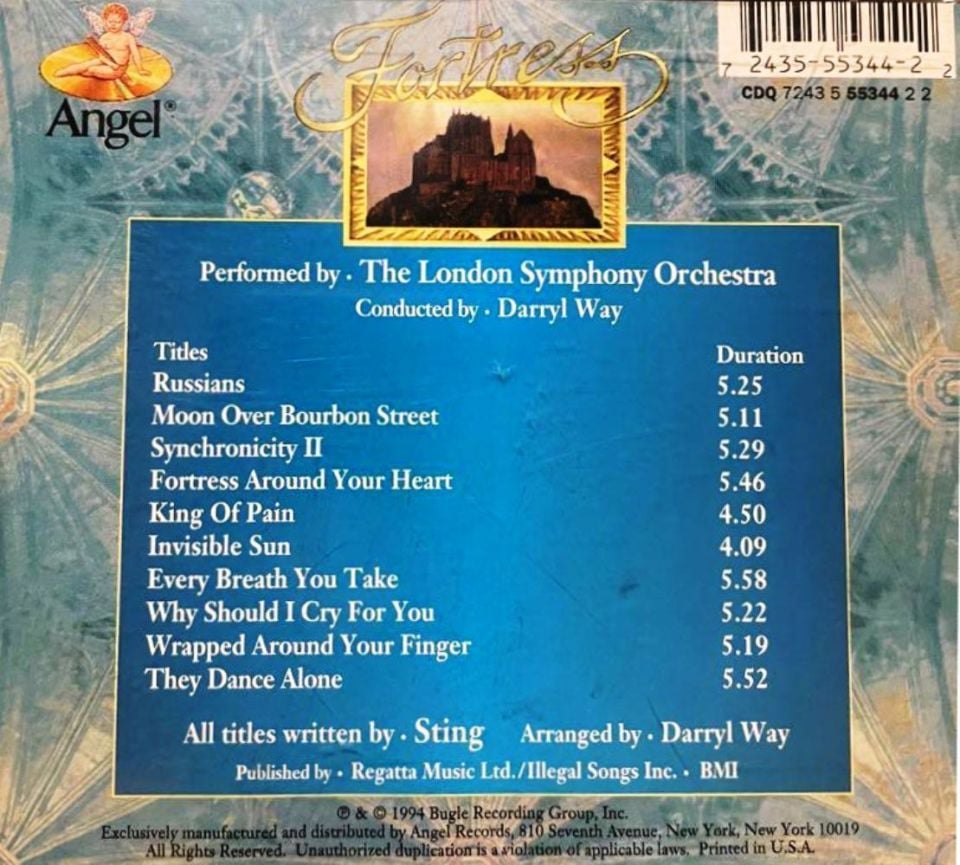 Angel®
Fortress
7 2435-55344-2 2
CDQ 7243 5 55344 2 2
Performed by · The London Symphony Orchestra
Conducted by · Darryl Way
Titles Duration
Russians 5.25
Moon Over Bourbon Street 5.11
Synchronicity II 5.29
Fortress Around Your Heart 5.46
King Of Pain 4.50
Invisible Sun 4.09
Every Breath You Take 5.58
Why Should I Cry For You 5.22
Wrapped Around Your Finger 5.19
They Dance Alone 5.52
All titles written by · Sting Arranged by · Darryl Way
Published by · Regatta Music Ltd./Illegal Songs Inc. · BMI
℗ & © 1994 Bugle Recording Group, Inc.
Exclusively manufactured and distributed by Angel Records, 810 Seventh Avenue, New York, New York 10019
All Rights Reserved. Unauthorized duplication is a violation of applicable laws. Printed in U.S.A.